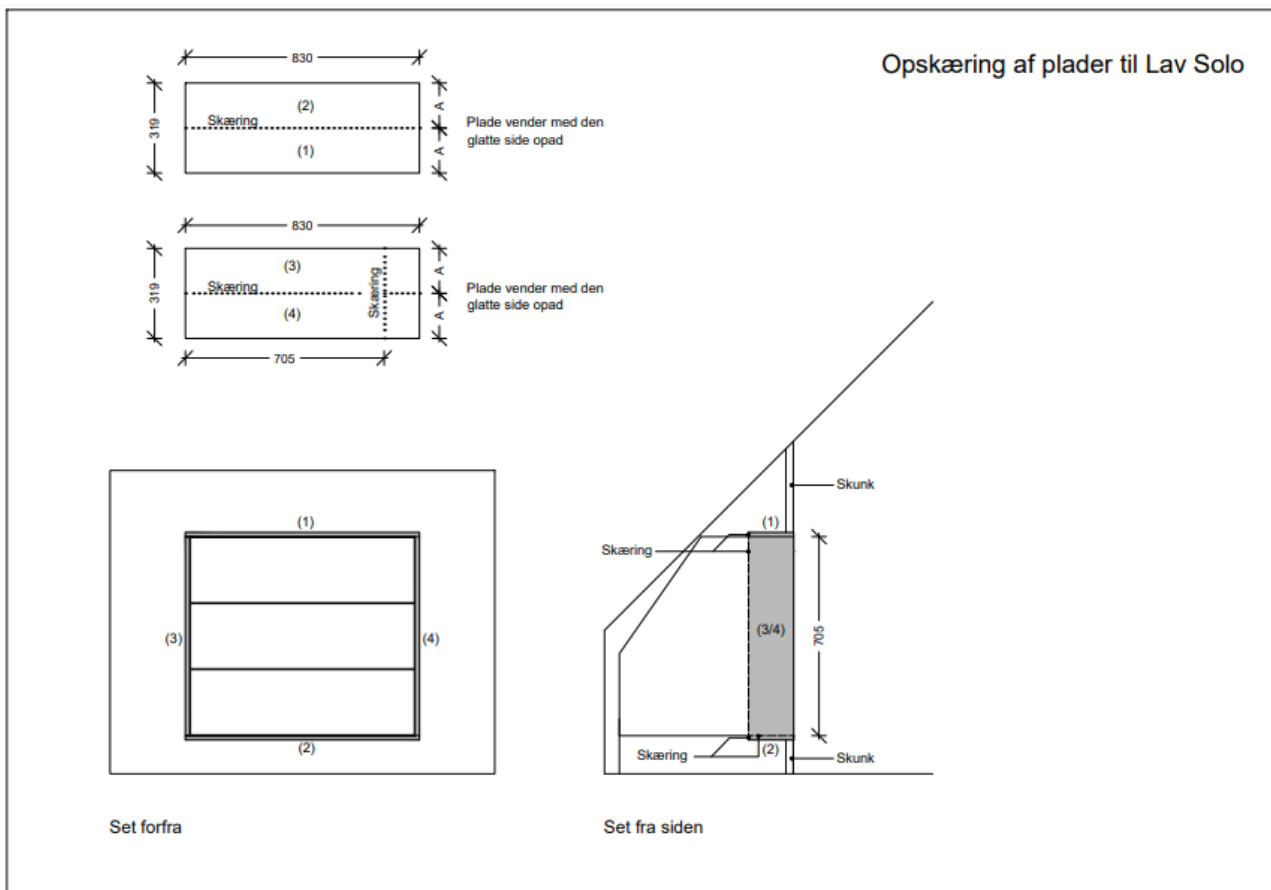 Opskæring af plader til Lav Solo
830
319
(2)
Skæring
(1)
A
A
Plade vender med den
glatte side opad
830
319
(3)
Skæring
Skæring
(4)
A
A
Plade vender med den
glatte side opad
705
(1)
(3)
(4)
(2)
Set forfra
Skunk
(1)
Skæring
(3/4)
705
Skæring
(2)
Skunk
Set fra siden